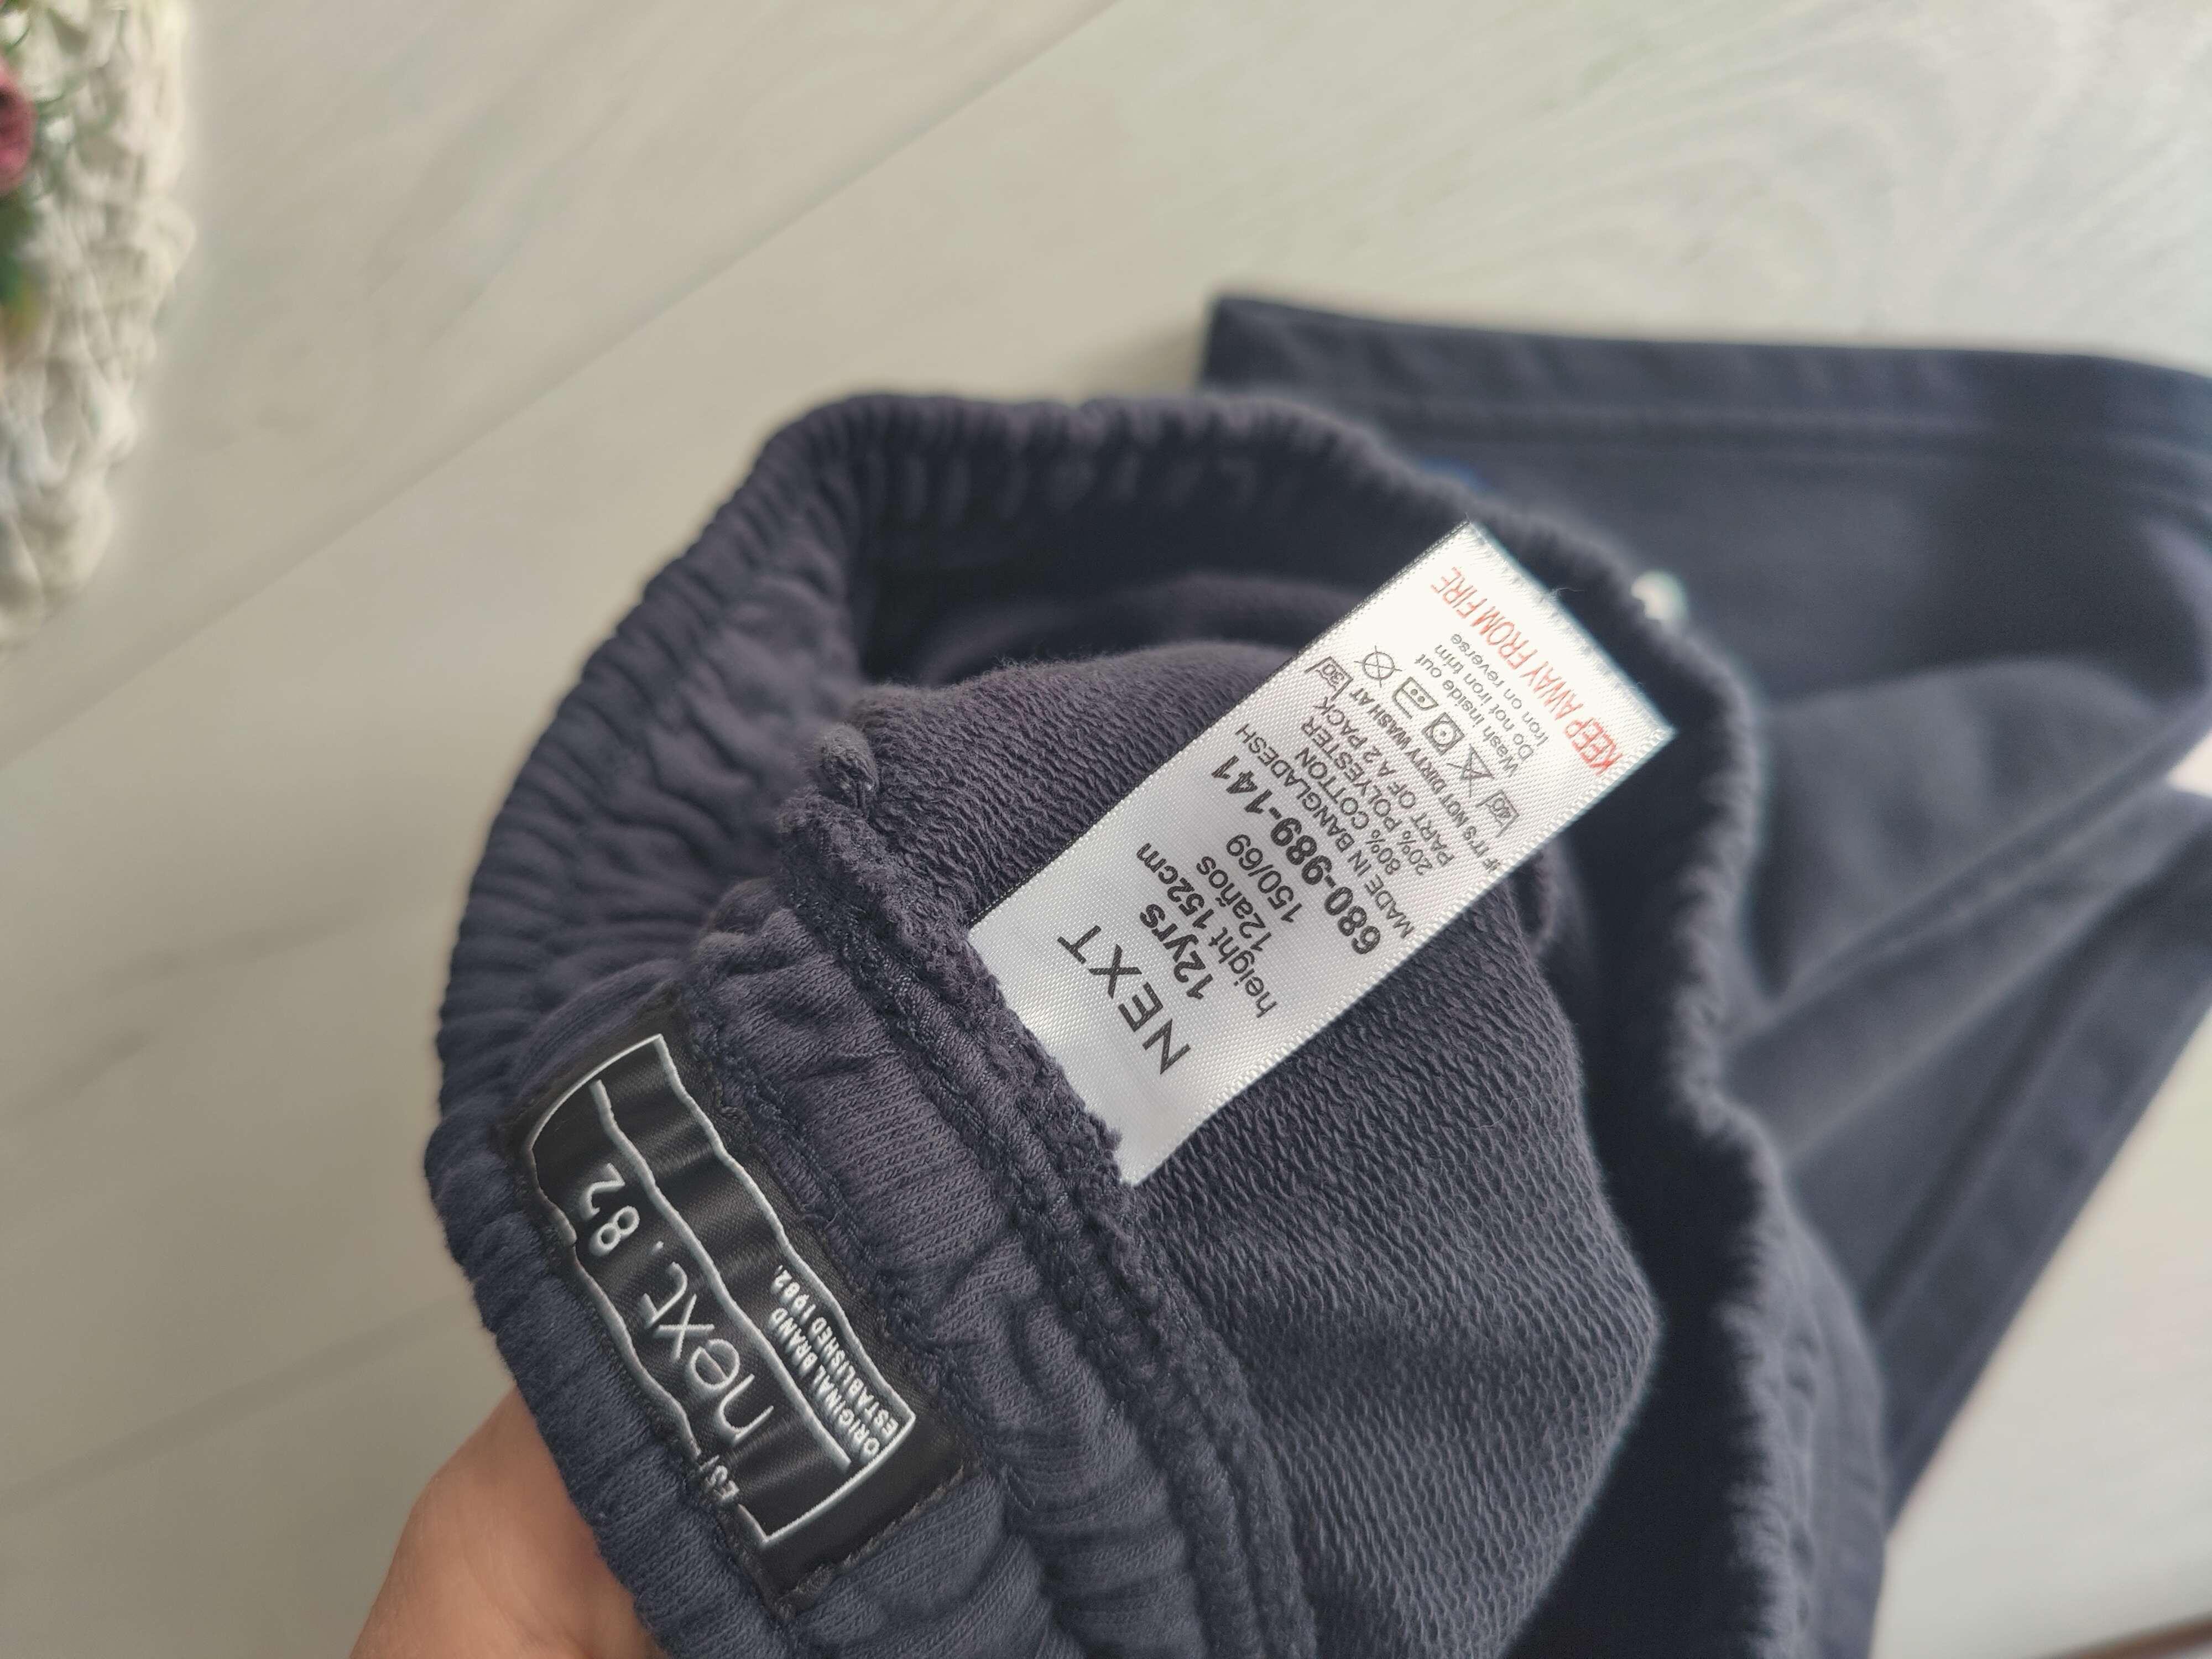 NEXT
12yrs
height 152cm
12años
150/69
680-989-141
MADE IN BANGLADESH
80% COTTON
20% POLYESTER
PART OF A 2 PACK
IF IT'S NOT DIRTY WASH AT 30°
40°
Wash inside out
Do not iron trim
Iron on reverse
KEEP AWAY FROM FIRE
next. 82
ORIGINAL BRAND
ESTABLISHED 1982.